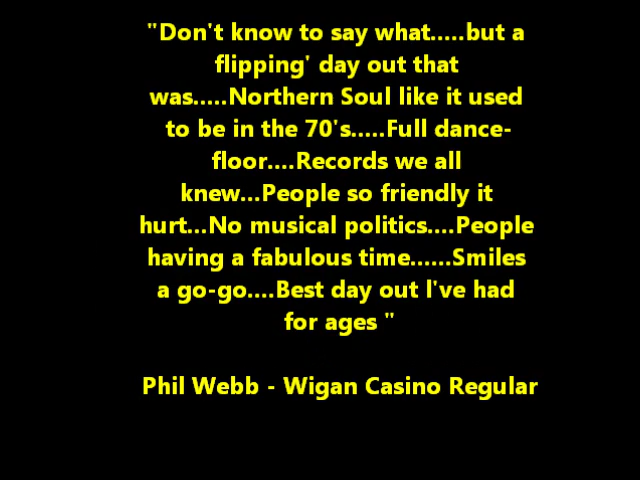 "Don't know to say what.....but a
flipping' day out that
was.....Northern Soul like it used
to be in the 70's.....Full dance-
floor....Records we all
knew...People so friendly it
hurt...No musical politics....People
having a fabulous time......Smiles
a go-go....Best day out I've had
for ages "
Phil Webb - Wigan Casino Regular